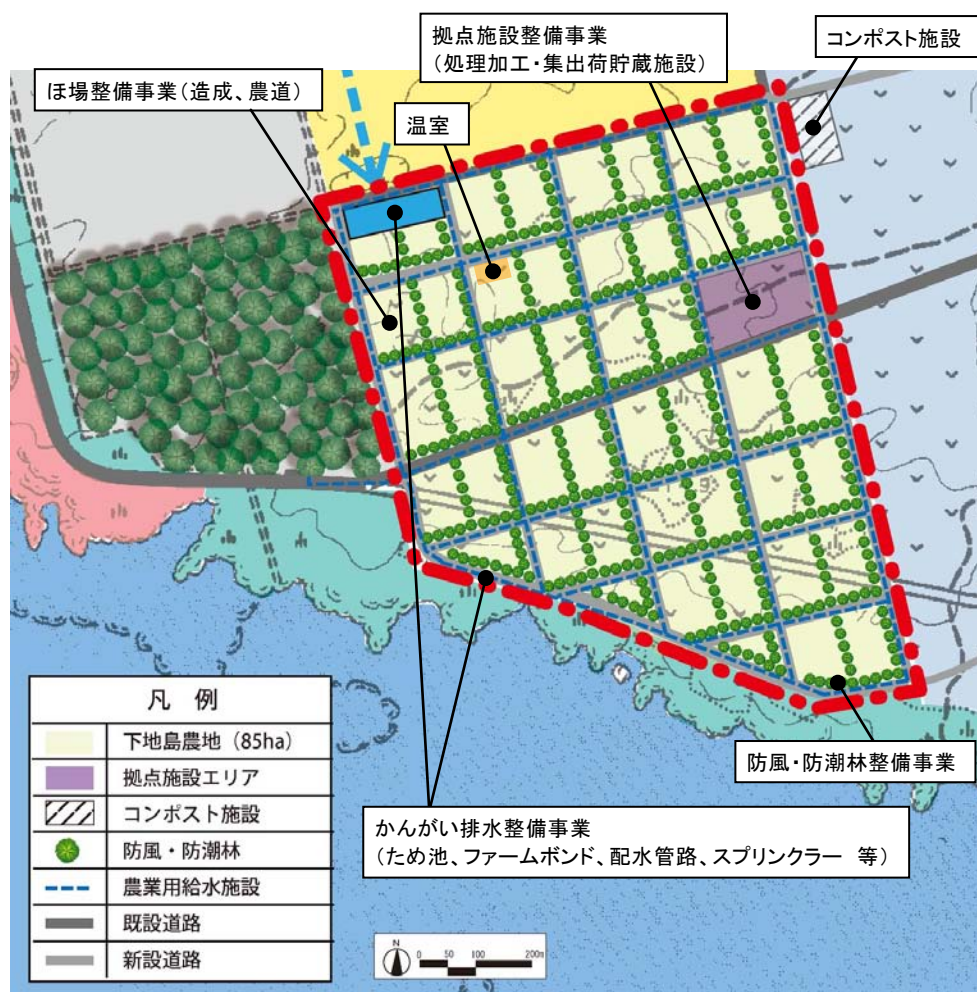 拠点施設整備事業
(処理加工・集出荷貯蔵施設)
コンポスト施設
ほ場整備事業(造成、農道)
温室
凡 例
下地島農地 (85ha)
拠点施設エリア
コンポスト施設
防風・防潮林
農業用給水施設
既設道路
新設道路
防風・防潮林整備事業
かんがい排水整備事業
(ため池、ファームポンド、配水管路、スプリンクラー 等)
N
0 50 100 200m